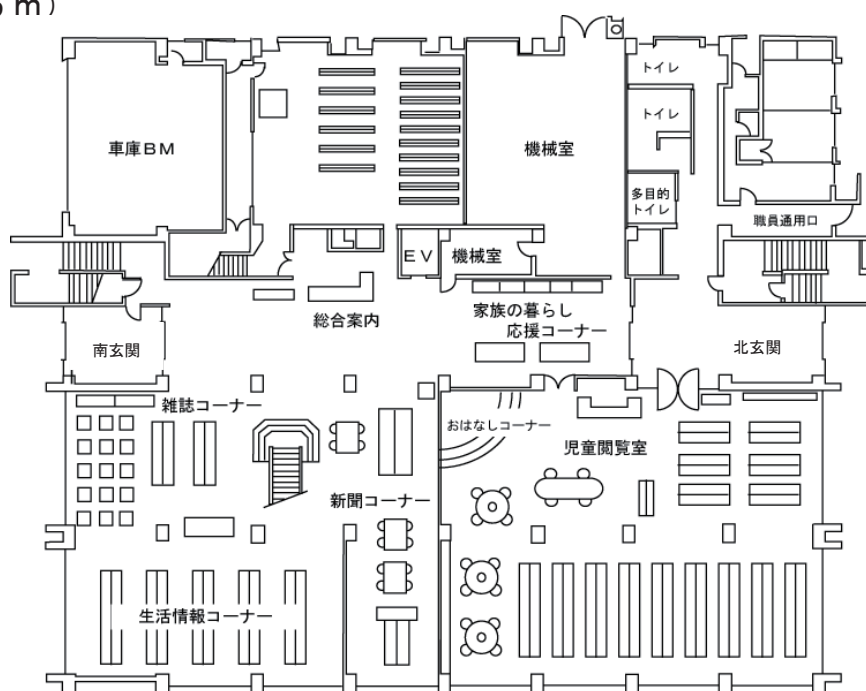 m）
トイレ
トイレ
車庫ＢＭ
機械室
多目的
トイレ
職員通用口
ＥＶ
機械室
総合案内
家族の暮らし
応援コーナー
南玄関
北玄関
雑誌コーナー
おはなしコーナー
児童閲覧室
新聞コーナー
生活情報コーナー